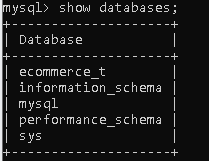 mysql> show databases;
+--------------------+
| Database           |
+--------------------+
| ecommerce_t        |
| information_schema |
| mysql              |
| performance_schema |
| sys                |
+--------------------+